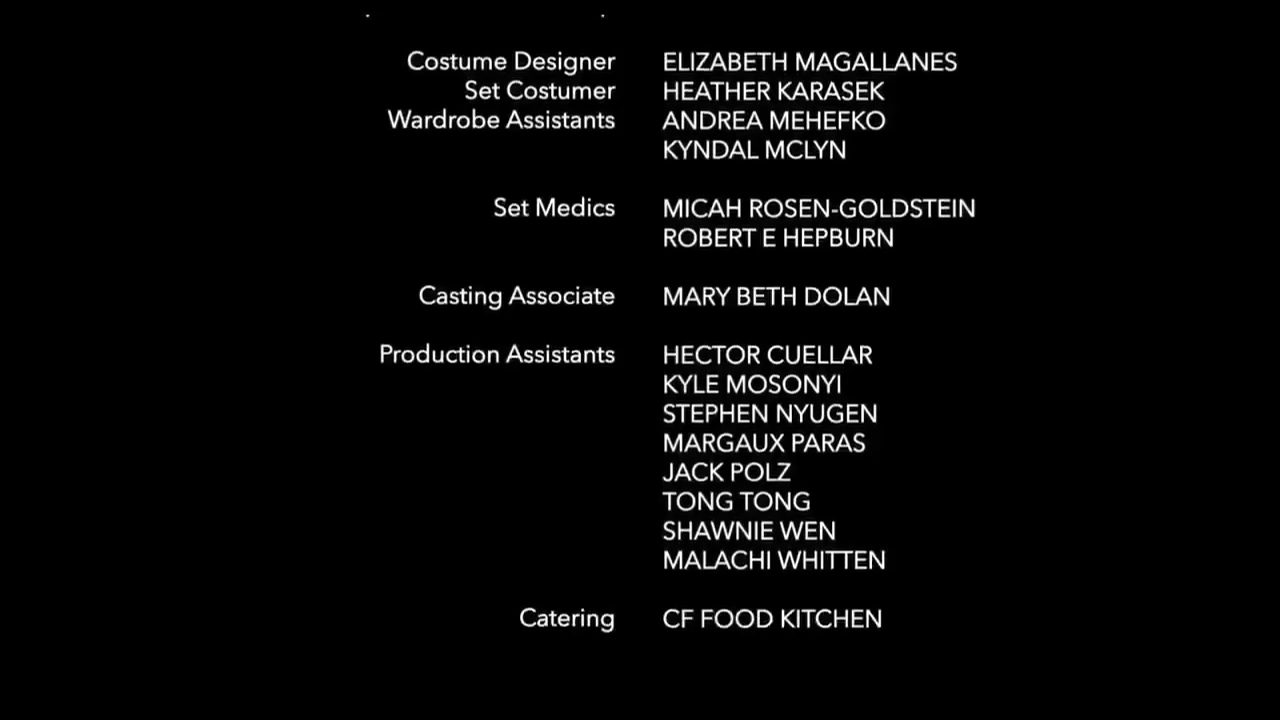 Costume Designer ELIZABETH MAGALLANES
Set Costumer HEATHER KARASEK
Wardrobe Assistants ANDREA MEHEFKO
KYNDAL MCLYN
Set Medics MICAH ROSEN-GOLDSTEIN
ROBERT E HEPBURN
Casting Associate MARY BETH DOLAN
Production Assistants HECTOR CUELLAR
KYLE MOSONYI
STEPHEN NYUGEN
MARGAUX PARAS
JACK POLZ
TONG TONG
SHAWNIE WEN
MALACHI WHITTEN
Catering CF FOOD KITCHEN